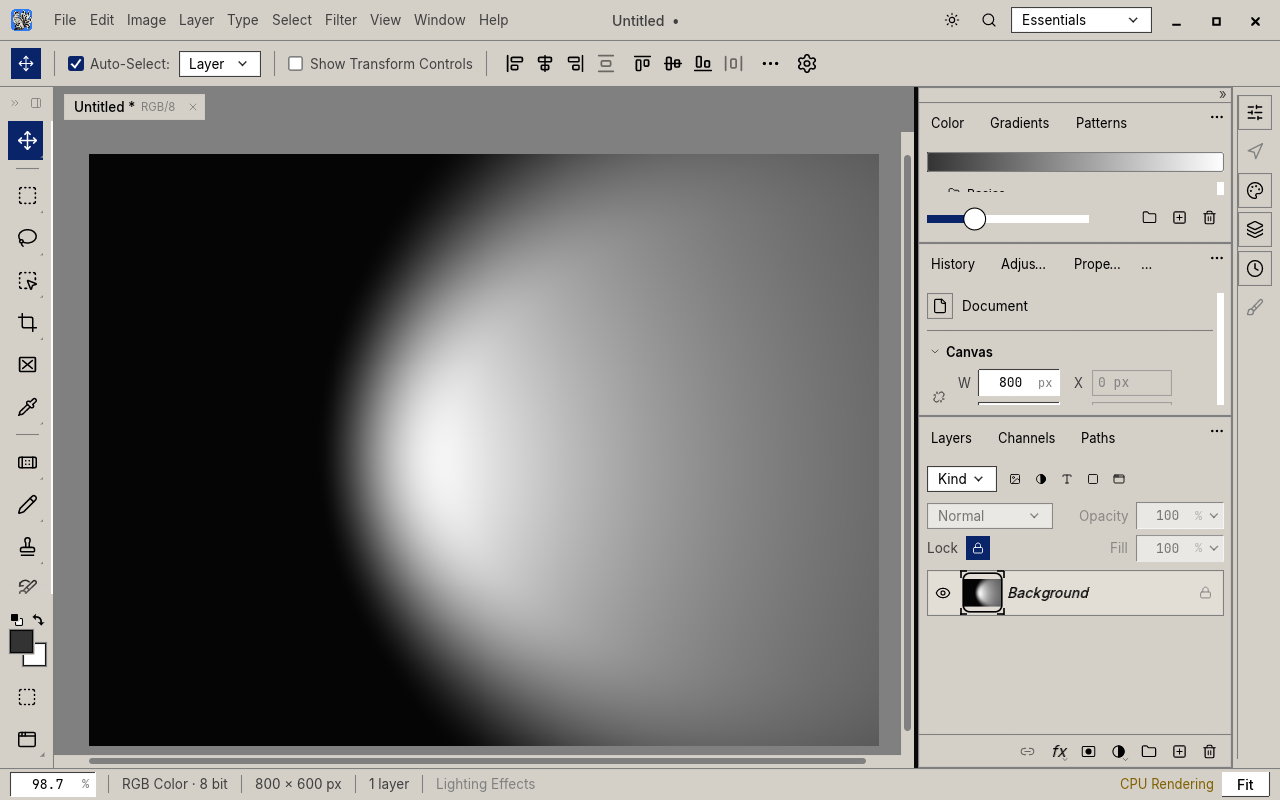 File Edit Image Layer Type Select Filter View Window Help
Untitled •
Essentials
Auto-Select: Layer
Show Transform Controls
Untitled * RGB/8
Color Gradients Patterns
History Adjus... Prope... ...
Document
Canvas
W 800 px X 0 px
Layers Channels Paths
Kind
Normal Opacity 100 %
Lock Fill 100 %
Background
98.7 % RGB Color · 8 bit 800 × 600 px 1 layer Lighting Effects CPU Rendering Fit